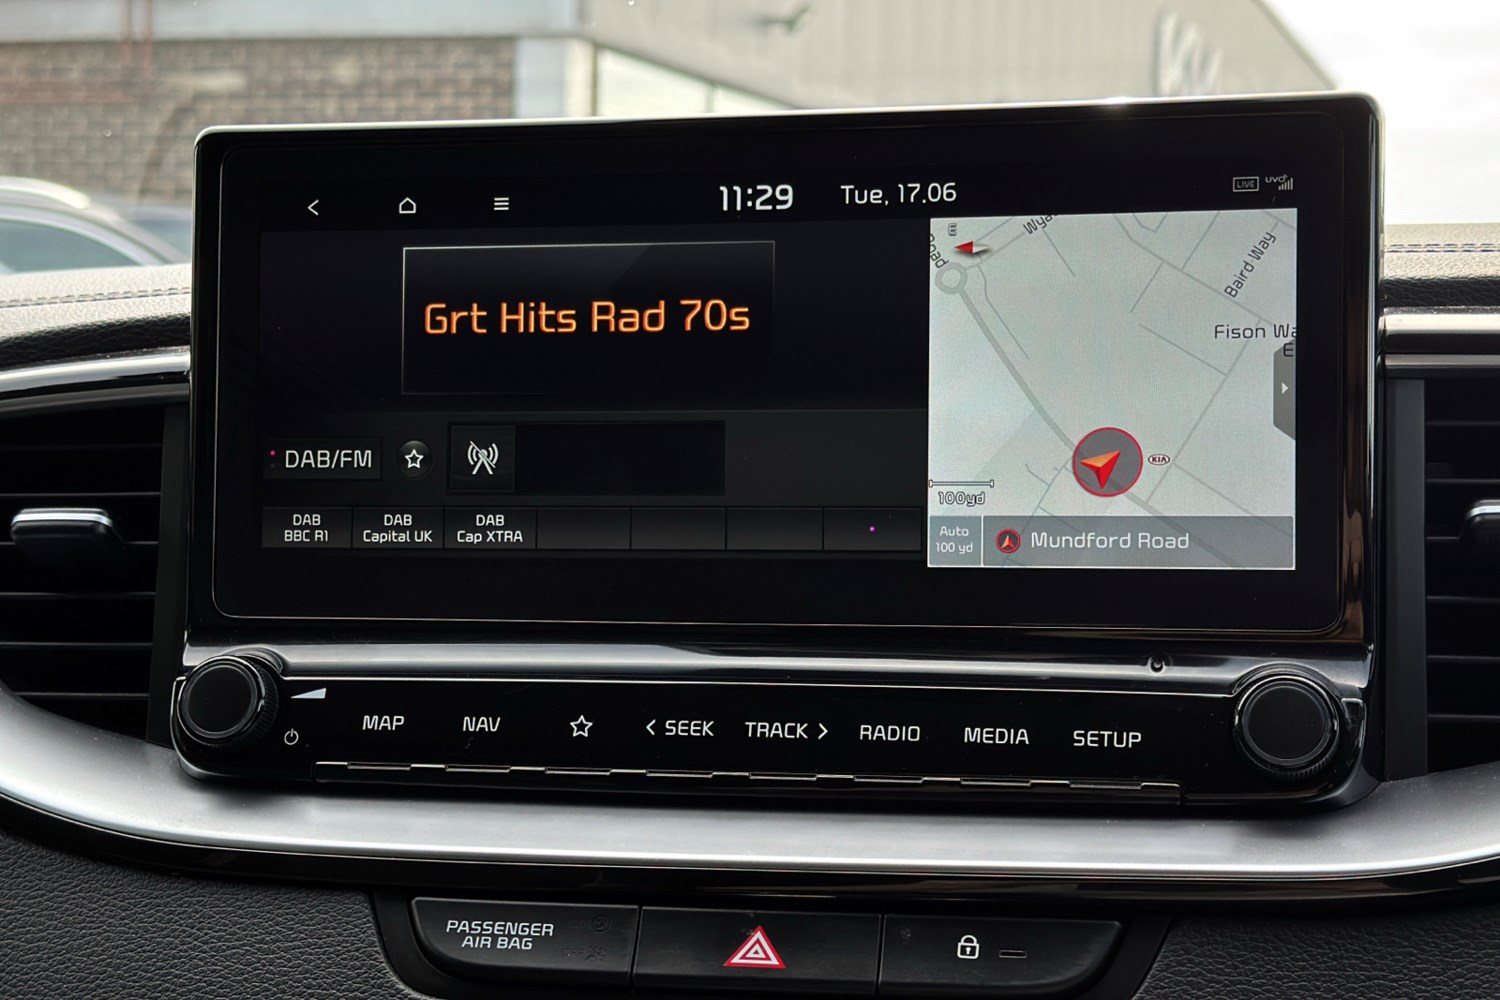 11:29
Tue, 17.06
LIVE
UVO
Grt Hits Rad 70s
E
Road
Baird Way
Fison
E
KIA
100yd
Auto
100 yd
Mundford Road
DAB/FM
DAB
BBC R1
DAB
Capital UK
DAB
Cap XTRA
MAP
NAV
SEEK
TRACK
RADIO
MEDIA
SETUP
PASSENGER
AIR BAG